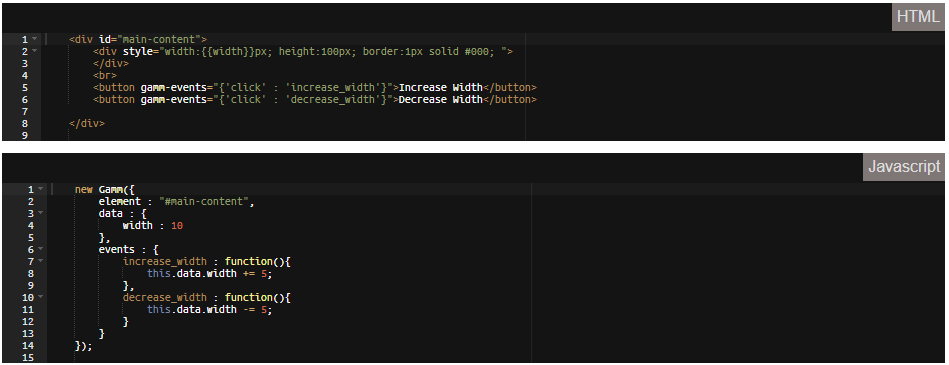 HTML
1 <div id="main-content">
2 <div style="width:{{width}}px; height:100px; border:1px solid #000; ">
3 </div>
4 <br>
5 <button gamm-events="{'click' : 'increase_width'}">Increase Width</button>
6 <button gamm-events="{'click' : 'decrease_width'}">Decrease Width</button>
7
8 </div>
9
Javascript
1 new Gamm({
2 element : "#main-content",
3 data : {
4 width : 10
5 },
6 events : {
7 increase_width : function(){
8 this.data.width += 5;
9 },
10 decrease_width : function(){
11 this.data.width -= 5;
12 }
13 }
14 });
15